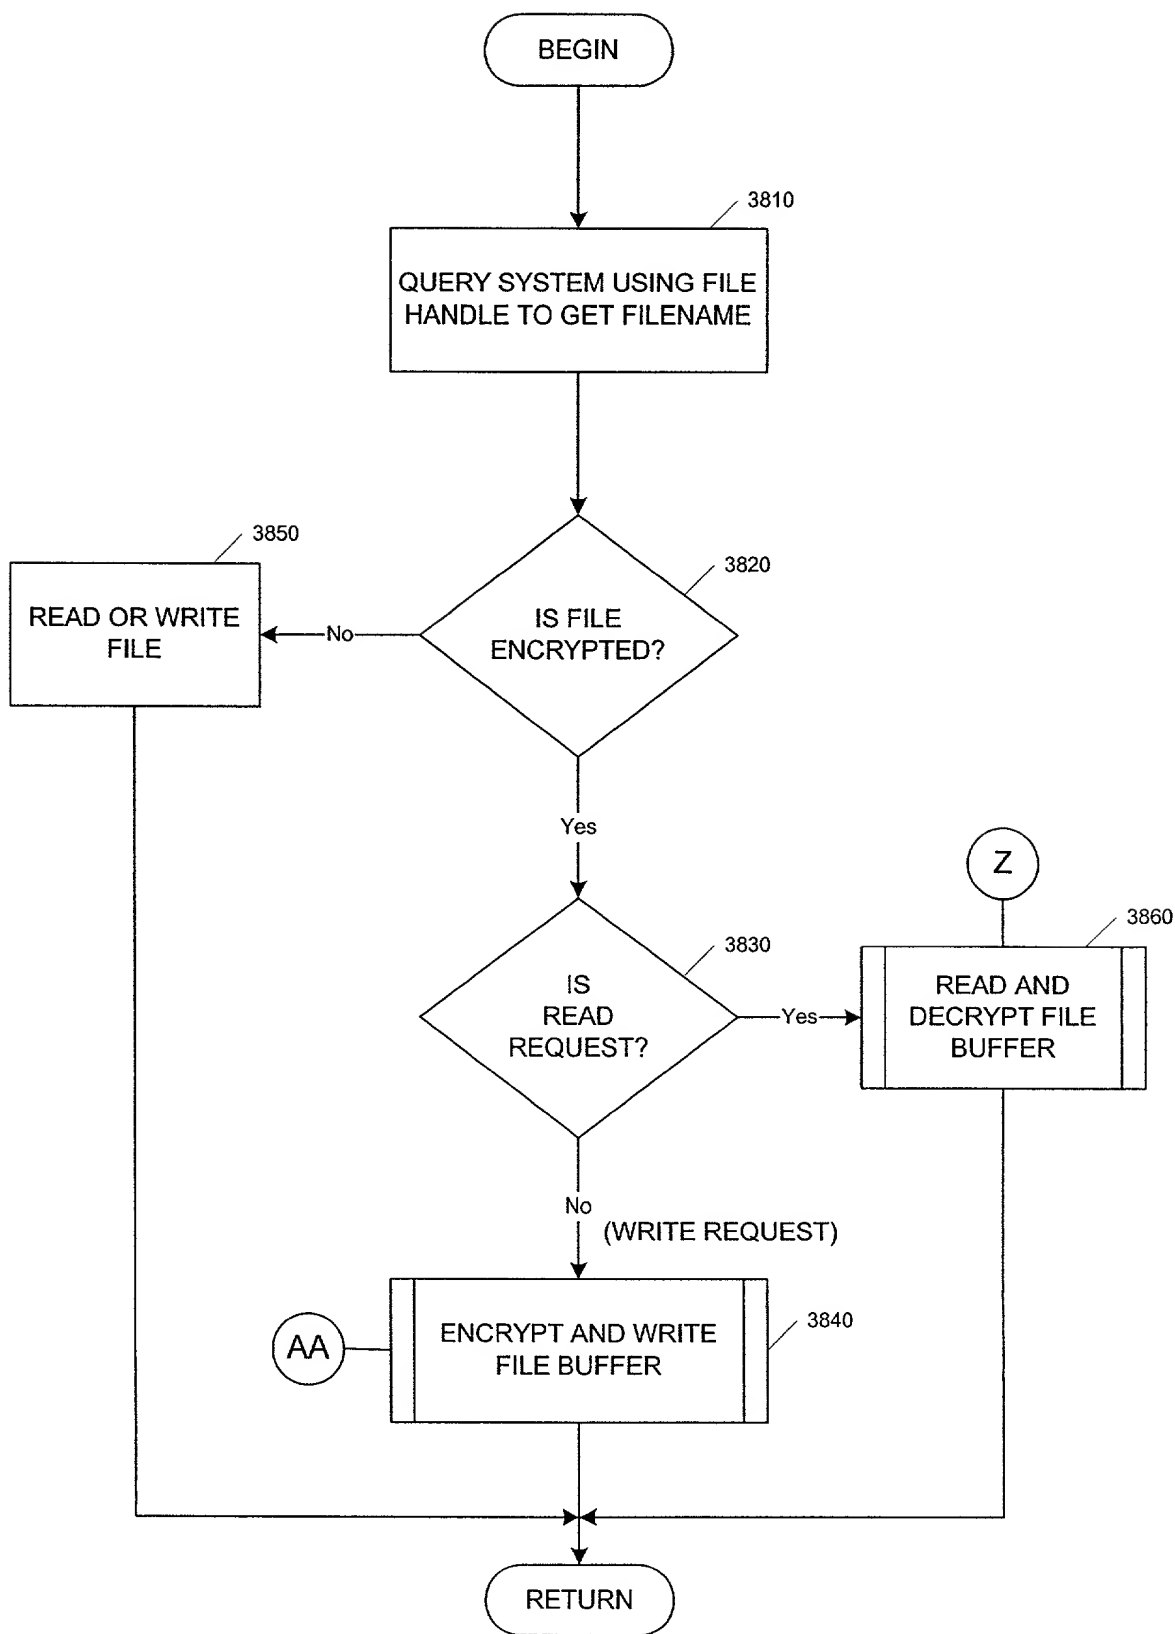 BEGIN
3810
QUERY SYSTEM USING FILE
HANDLE TO GET FILENAME
3850
READ OR WRITE
FILE
No
3820
IS FILE
ENCRYPTED?
Yes
Z
3830
IS
READ
REQUEST?
Yes
3860
READ AND
DECRYPT FILE
BUFFER
No
(WRITE REQUEST)
AA
ENCRYPT AND WRITE
FILE BUFFER
3840
RETURN